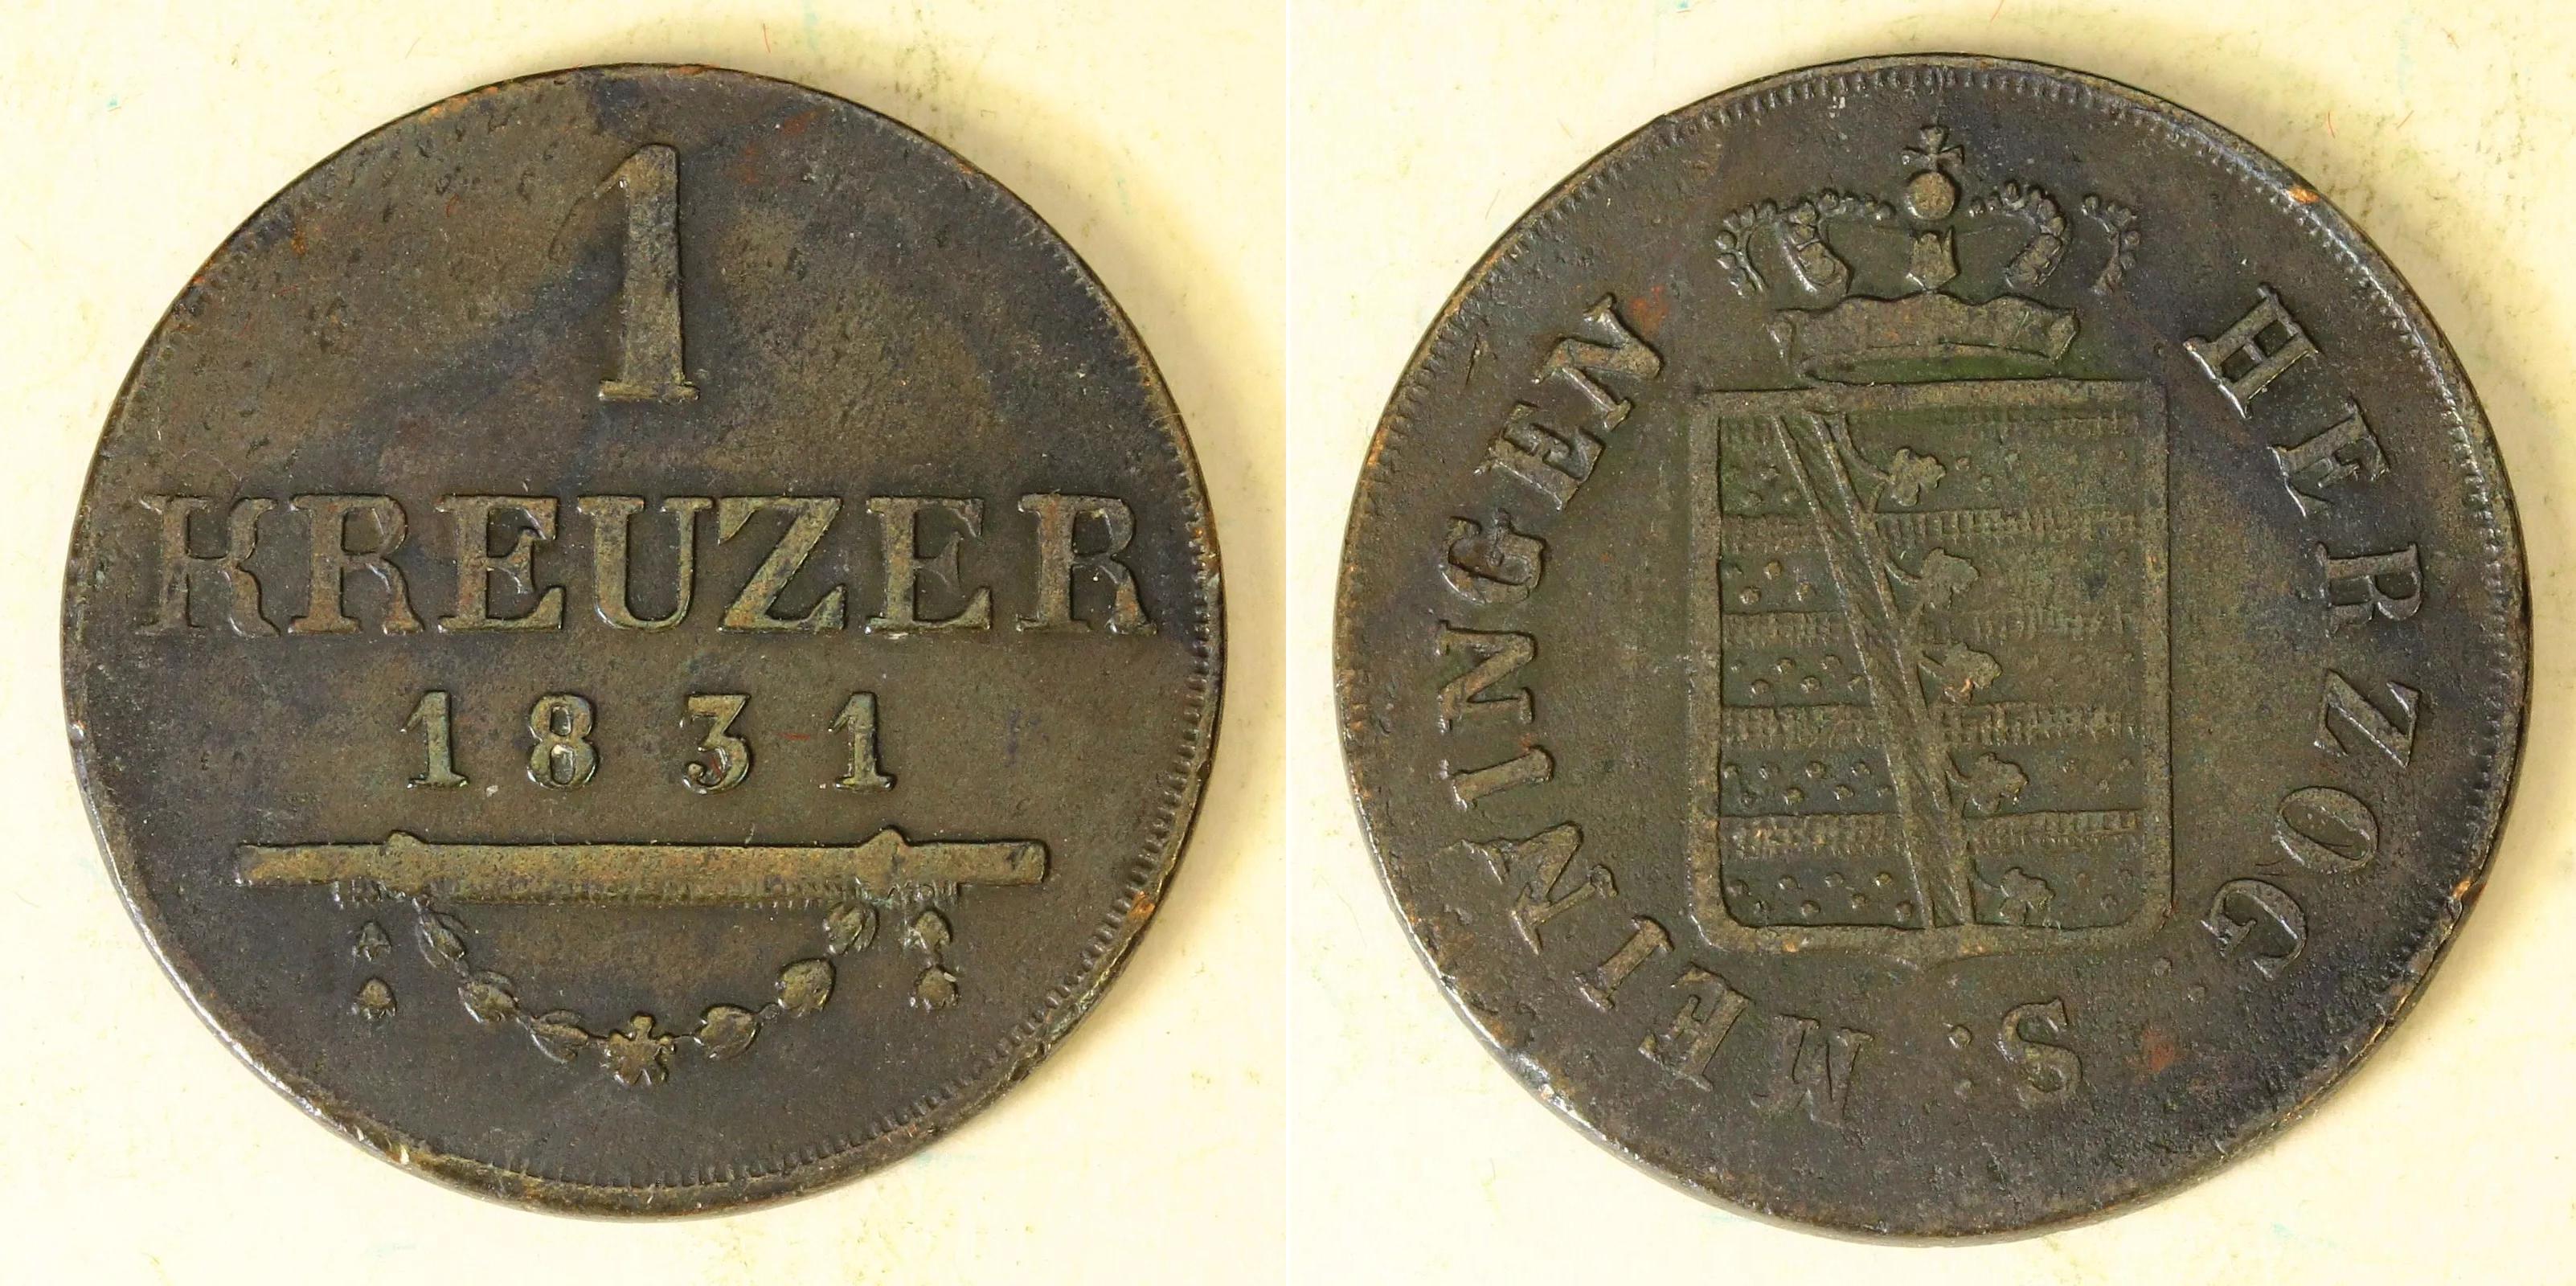 1
KREUZER
1831
HERZOG S: MEININGEN